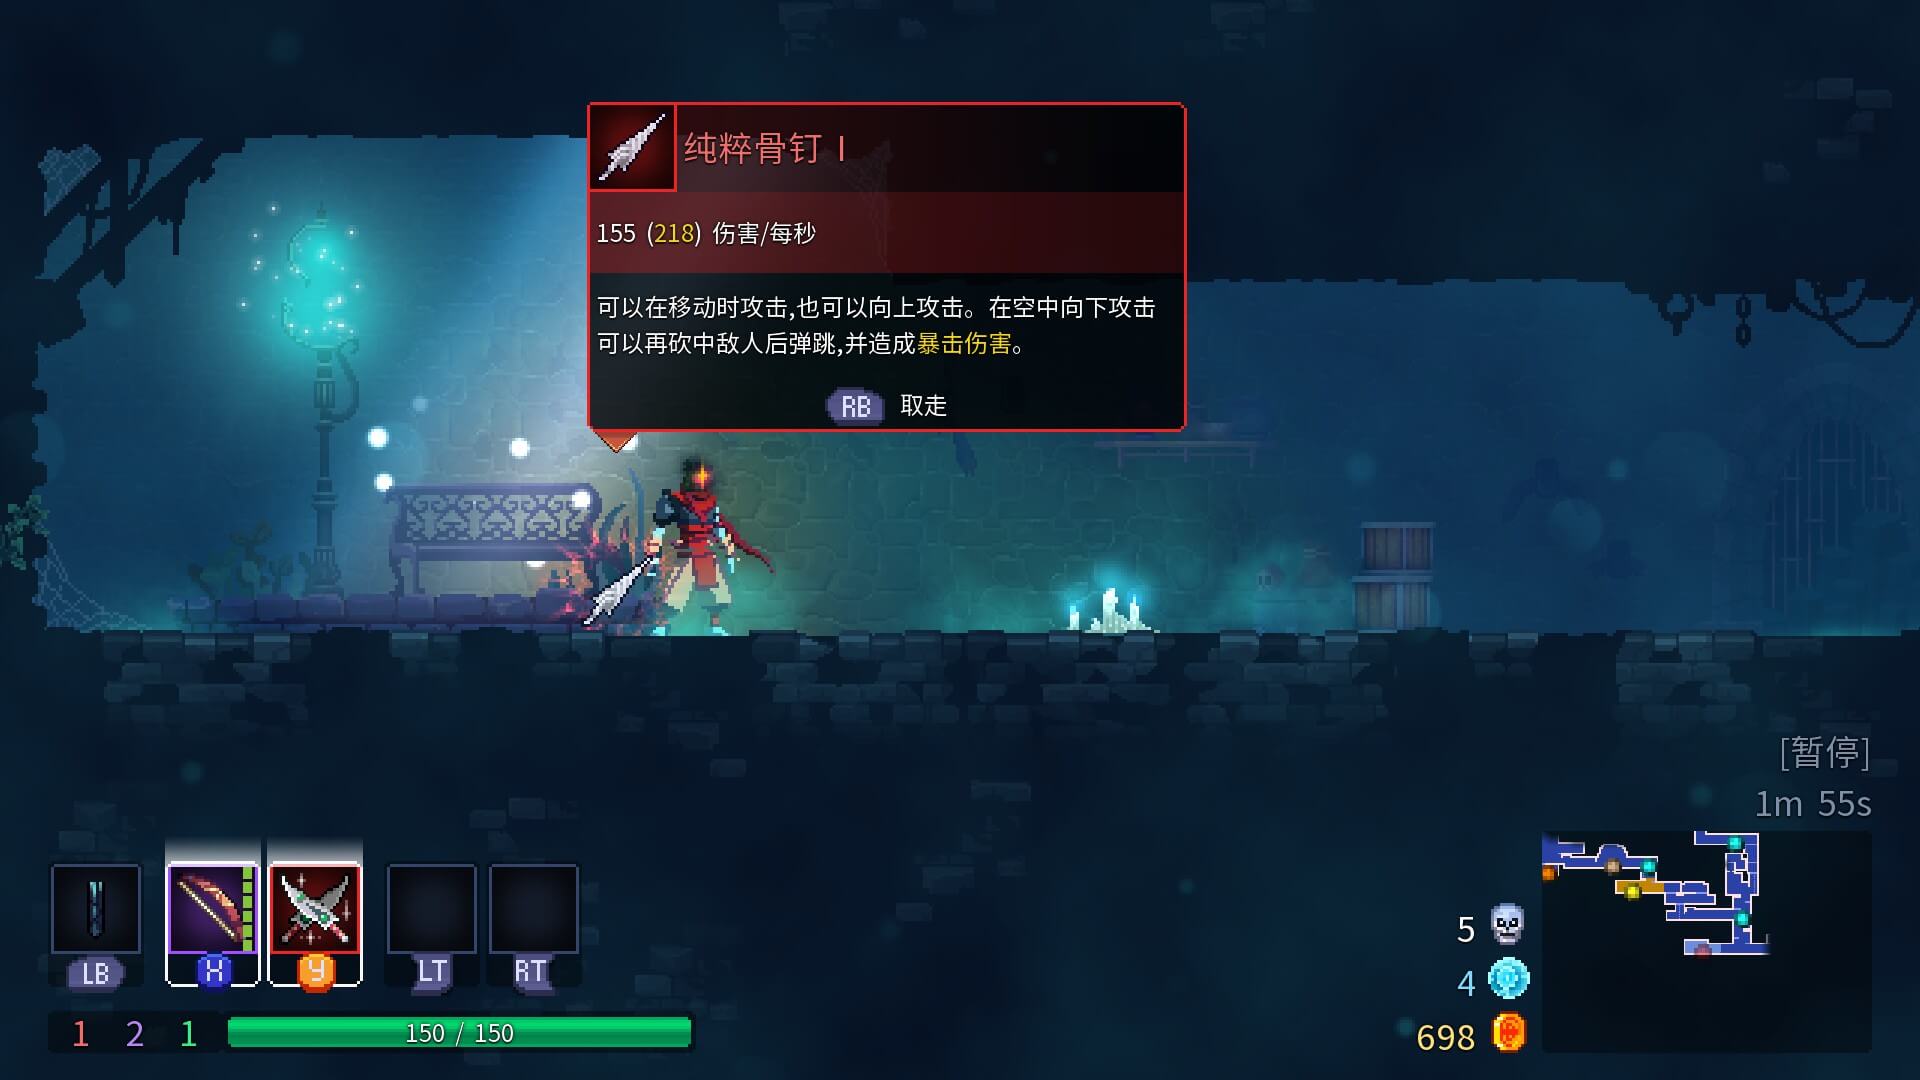 纯粹骨钉 I
155 (218) 伤害/每秒
可以在移动时攻击,也可以向上攻击。在空中向下攻击
可以再砍中敌人后弹跳,并造成暴击伤害。
RB 取走
[暂停]
1m 55s
5
4
698
LB X Y LT RT
1 2 1 150 / 150